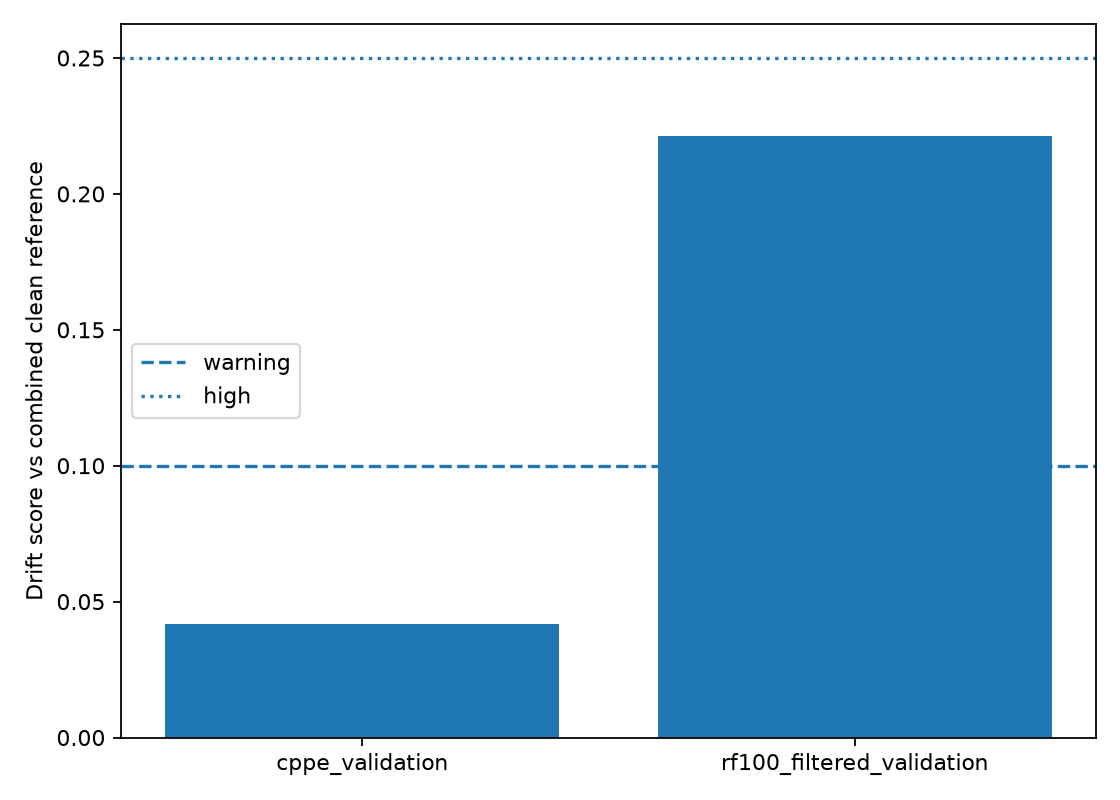 Drift score vs combined clean reference
0.25
0.20
0.15
0.10
0.05
0.00
warning
high
cppe_validation
rf100_filtered_validation